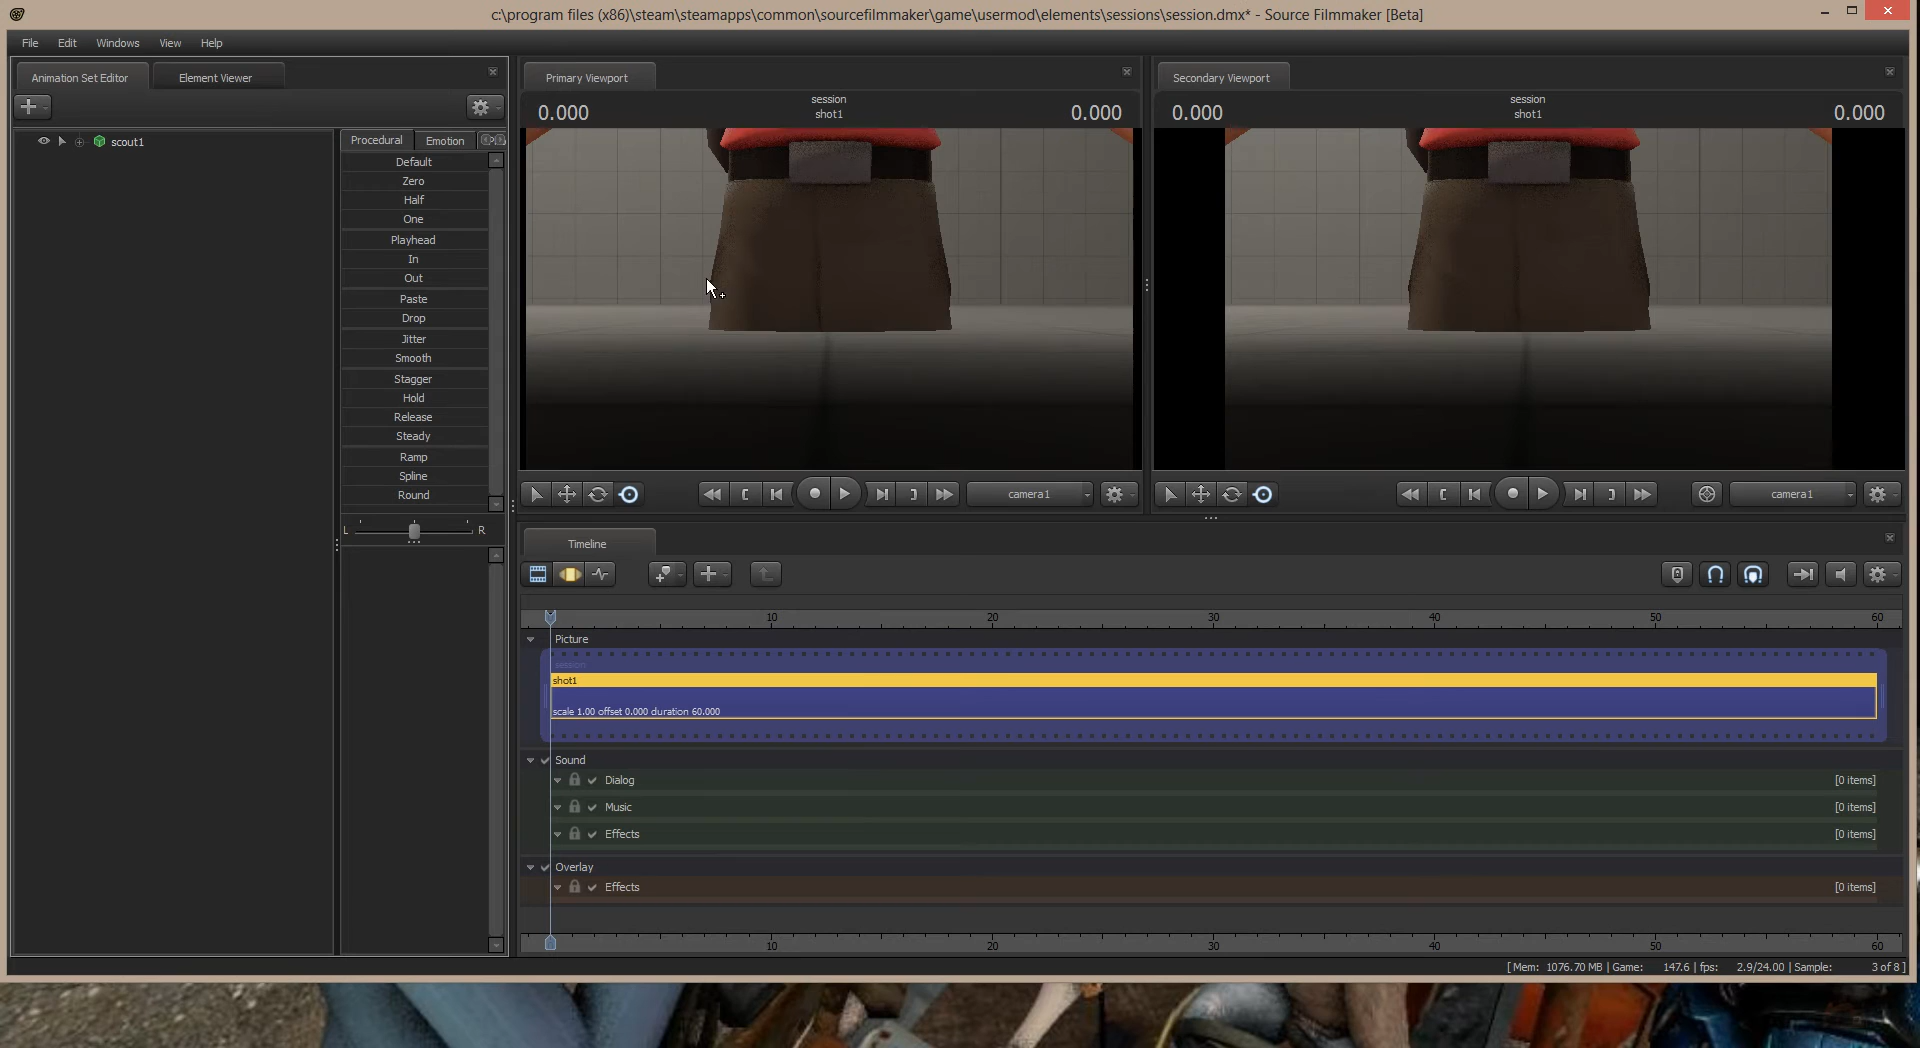 c:\program files (x86)\steam\steamapps\common\sourcefilmmaker\game\usermod\elements\sessions\session.dmx* - Source Filmmaker [Beta]
File Edit Windows View Help
Animation Set Editor Element Viewer
scout1
Procedural Emotion
Default
Zero
Half
One
Playhead
In
Out
Paste
Drop
Jitter
Smooth
Stagger
Hold
Release
Steady
Ramp
Spline
Round
L R
Primary Viewport
0.000 session 0.000
shot1
camera1
Secondary Viewport
0.000 session 0.000
shot1
camera1
Timeline
10 20 30 40 50 60
Picture
session
shot1
scale 1.00 offset 0.000 duration 60.000
Sound
Dialog [0 items]
Music [0 items]
Effects [0 items]
Overlay
Effects [0 items]
10 20 30 40 50 60
[ Mem: 1076.70 MB | Game: 147.6 | fps: 2.9/24.00 | Sample: 3 of 8 ]